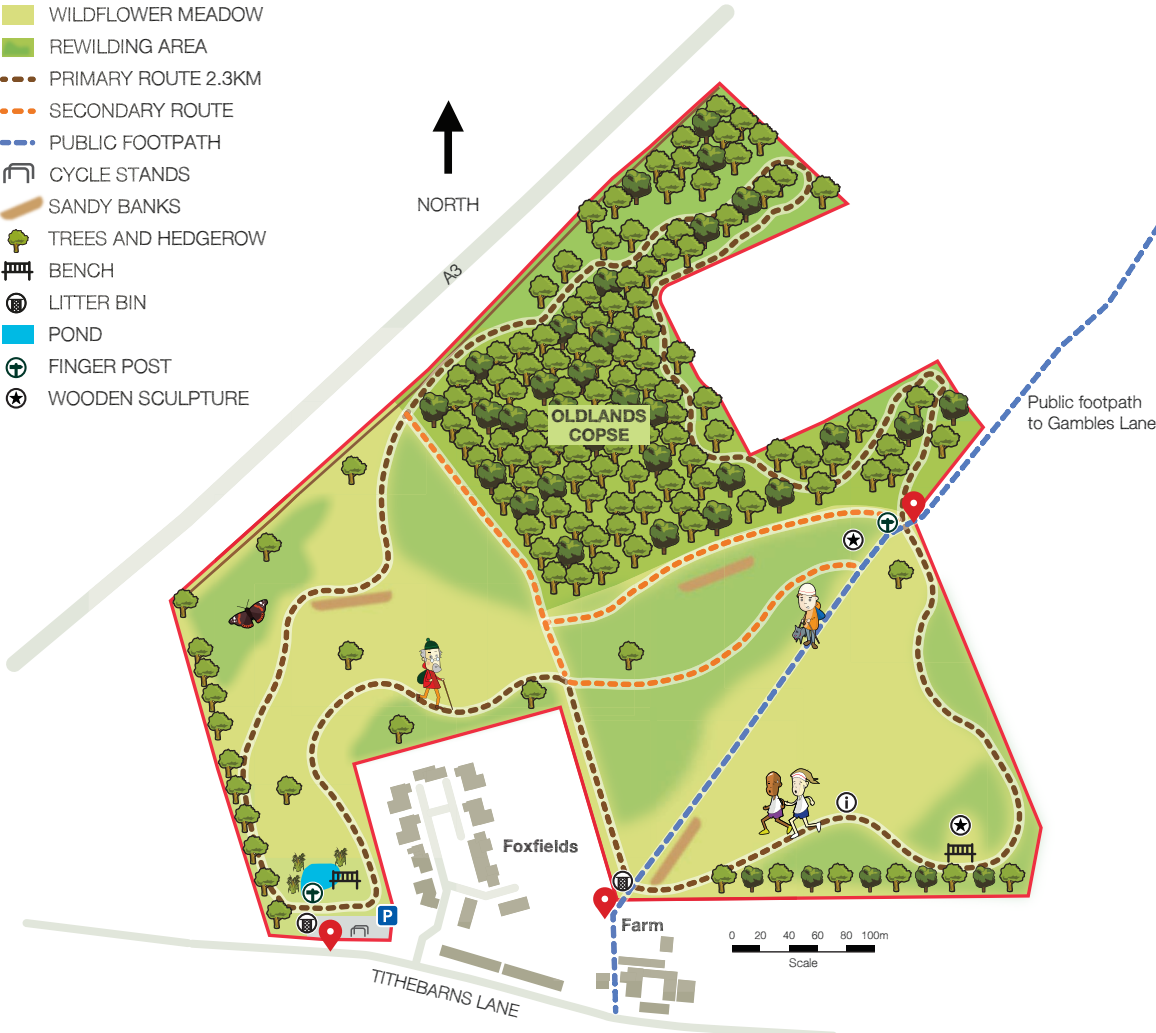 WILDFLOWER MEADOW
REWILDING AREA
PRIMARY ROUTE 2.3KM
SECONDARY ROUTE
PUBLIC FOOTPATH
CYCLE STANDS
SANDY BANKS
TREES AND HEDGEROW
BENCH
LITTER BIN
POND
FINGER POST
WOODEN SCULPTURE
NORTH
A3
OLDLANDS
COPSE
Public footpath
to Gambles Lane
i
Foxfields
P
Farm
0 20 40 60 80 100m
Scale
TITHEBARNS LANE